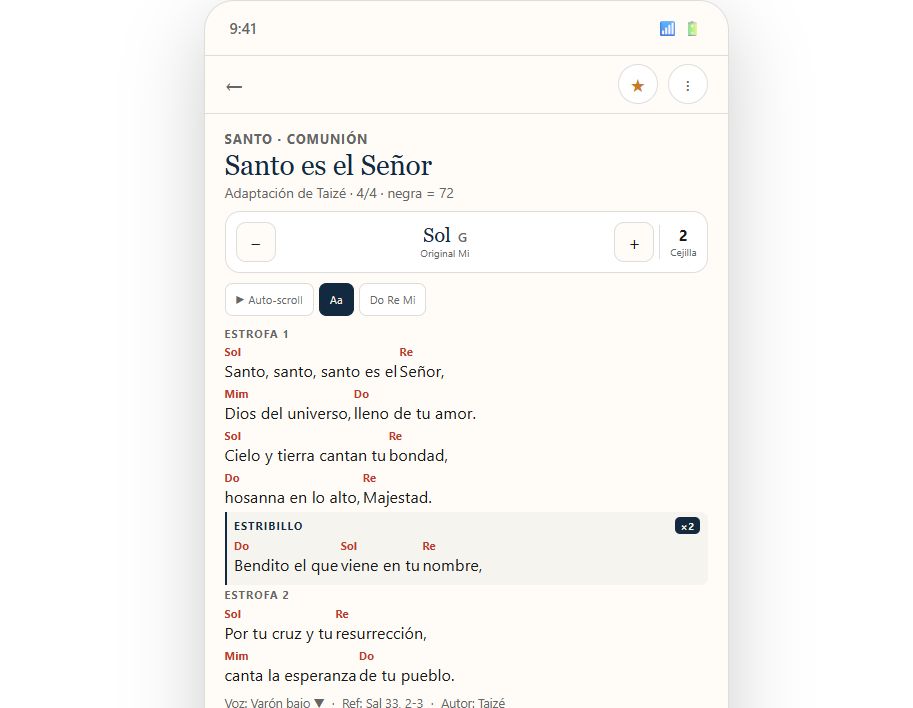 9:41
←
★ ⋮
SANTO · COMUNIÓN
Santo es el Señor
Adaptación de Taizé · 4/4 · negra = 72
− Sol G + 2
Original Mi Cejilla
▶ Auto-scroll Aa Do Re Mi
ESTROFA 1
Sol Re
Santo, santo, santo es el Señor,
Mim Do
Dios del universo, lleno de tu amor.
Sol Re
Cielo y tierra cantan tu bondad,
Do Re
hosanna en lo alto, Majestad.
ESTRIBILLO ×2
Do Sol Re
Bendito el que viene en tu nombre,
ESTROFA 2
Sol Re
Por tu cruz y tu resurrección,
Mim Do
canta la esperanza de tu pueblo.
Voz: Varón bajo ▼ · Ref: Sal 33, 2-3 · Autor: Taizé